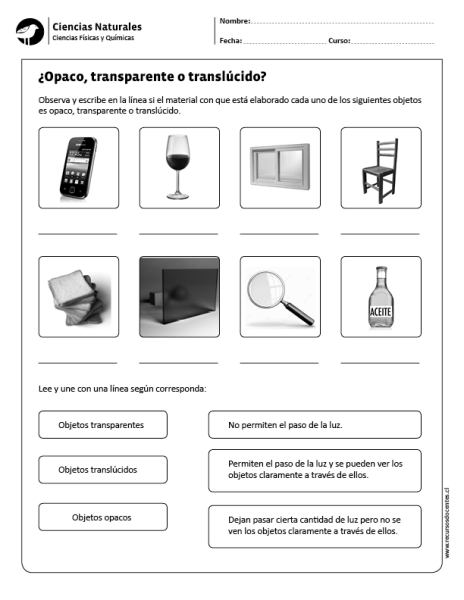 Ciencias Naturales
Ciencias Físicas y Químicas
Nombre:
Fecha: Curso:
¿Opaco, transparente o translúcido?
Observa y escribe en la línea si el material con que está elaborado cada uno de los siguientes objetos
es opaco, transparente o translúcido.
ACEITE
Lee y une con una línea según corresponda:
Objetos transparentes
No permiten el paso de la luz.
Objetos translúcidos
Permiten el paso de la luz y se pueden ver los
objetos claramente a través de ellos.
Objetos opacos
Dejan pasar cierta cantidad de luz pero no se
ven los objetos claramente a través de ellos.
www.recursosdocentes.cl